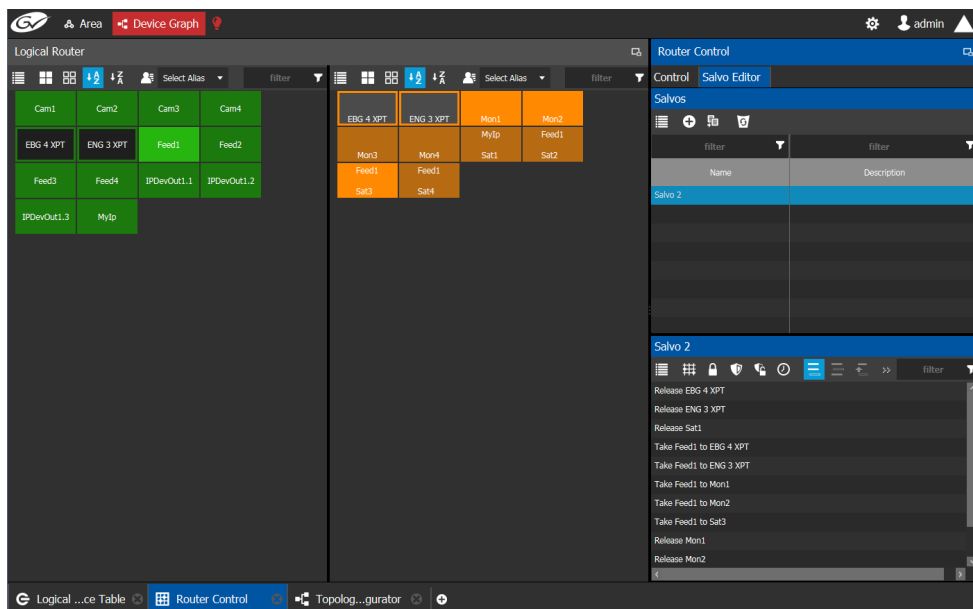 GV Area Device Graph admin
Logical Router
Router Control
Select Alias filter
Select Alias filter
Control Salvo Editor
Salvos
filter filter
Name Description
Salvo 2
Cam1 Cam2 Cam3 Cam4
EBG 4 XPT ENG 3 XPT Feed1 Feed2
Feed3 Feed4 IPDevOut1.1 IPDevOut1.2
IPDevOut1.3 MyIp
EBG 4 XPT ENG 3 XPT Mon1 Mon2
MyIp Feed1
Mon3 Mon4 Sat1 Sat2
Feed1 Feed1
Sat3 Sat4
Salvo 2
filter
Release EBG 4 XPT
Release ENG 3 XPT
Release Sat1
Take Feed1 to EBG 4 XPT
Take Feed1 to ENG 3 XPT
Take Feed1 to Mon1
Take Feed1 to Mon2
Take Feed1 to Sat3
Release Mon1
Release Mon2
Logical ...ce Table Router Control Topolog...gurator